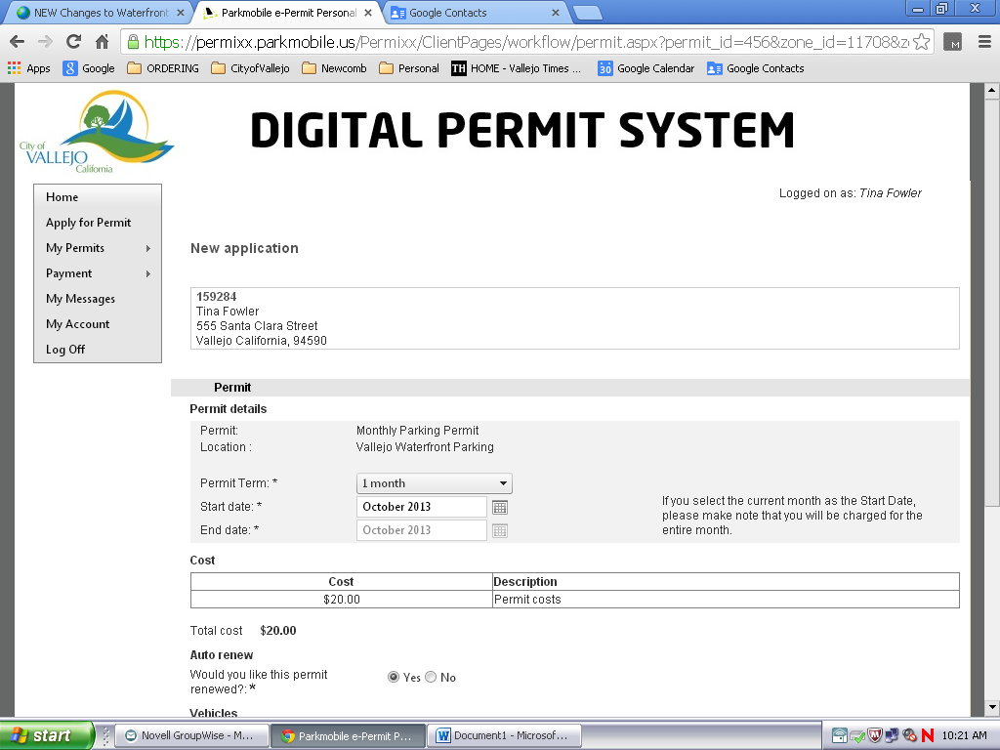 NEW Changes to Waterfront
Parkmobile e-Permit Personal
Google Contacts
https://permixx.parkmobile.us/Permixx/ClientPages/workflow/permit.aspx?permit_id=456&zone_id=11708&z
Apps
Google
ORDERING
CityofVallejo
Newcomb
Personal
TH HOME - Vallejo Times ...
30 Google Calendar
Google Contacts
City of
VALLEJO
California
DIGITAL PERMIT SYSTEM
Logged on as: Tina Fowler
Home
Apply for Permit
My Permits
Payment
My Messages
My Account
Log Off
New application
159284
Tina Fowler
555 Santa Clara Street
Vallejo California, 94590
Permit
Permit details
Permit: Monthly Parking Permit
Location : Vallejo Waterfront Parking
Permit Term: * 1 month
Start date: * October 2013
End date: * October 2013
If you select the current month as the Start Date,
please make note that you will be charged for the
entire month.
Cost
Cost Description
$20.00 Permit costs
Total cost $20.00
Auto renew
Would you like this permit
renewed?: * Yes No
Vehicles
start
Novell GroupWise - M...
Parkmobile e-Permit P...
Document1 - Microsof...
10:21 AM